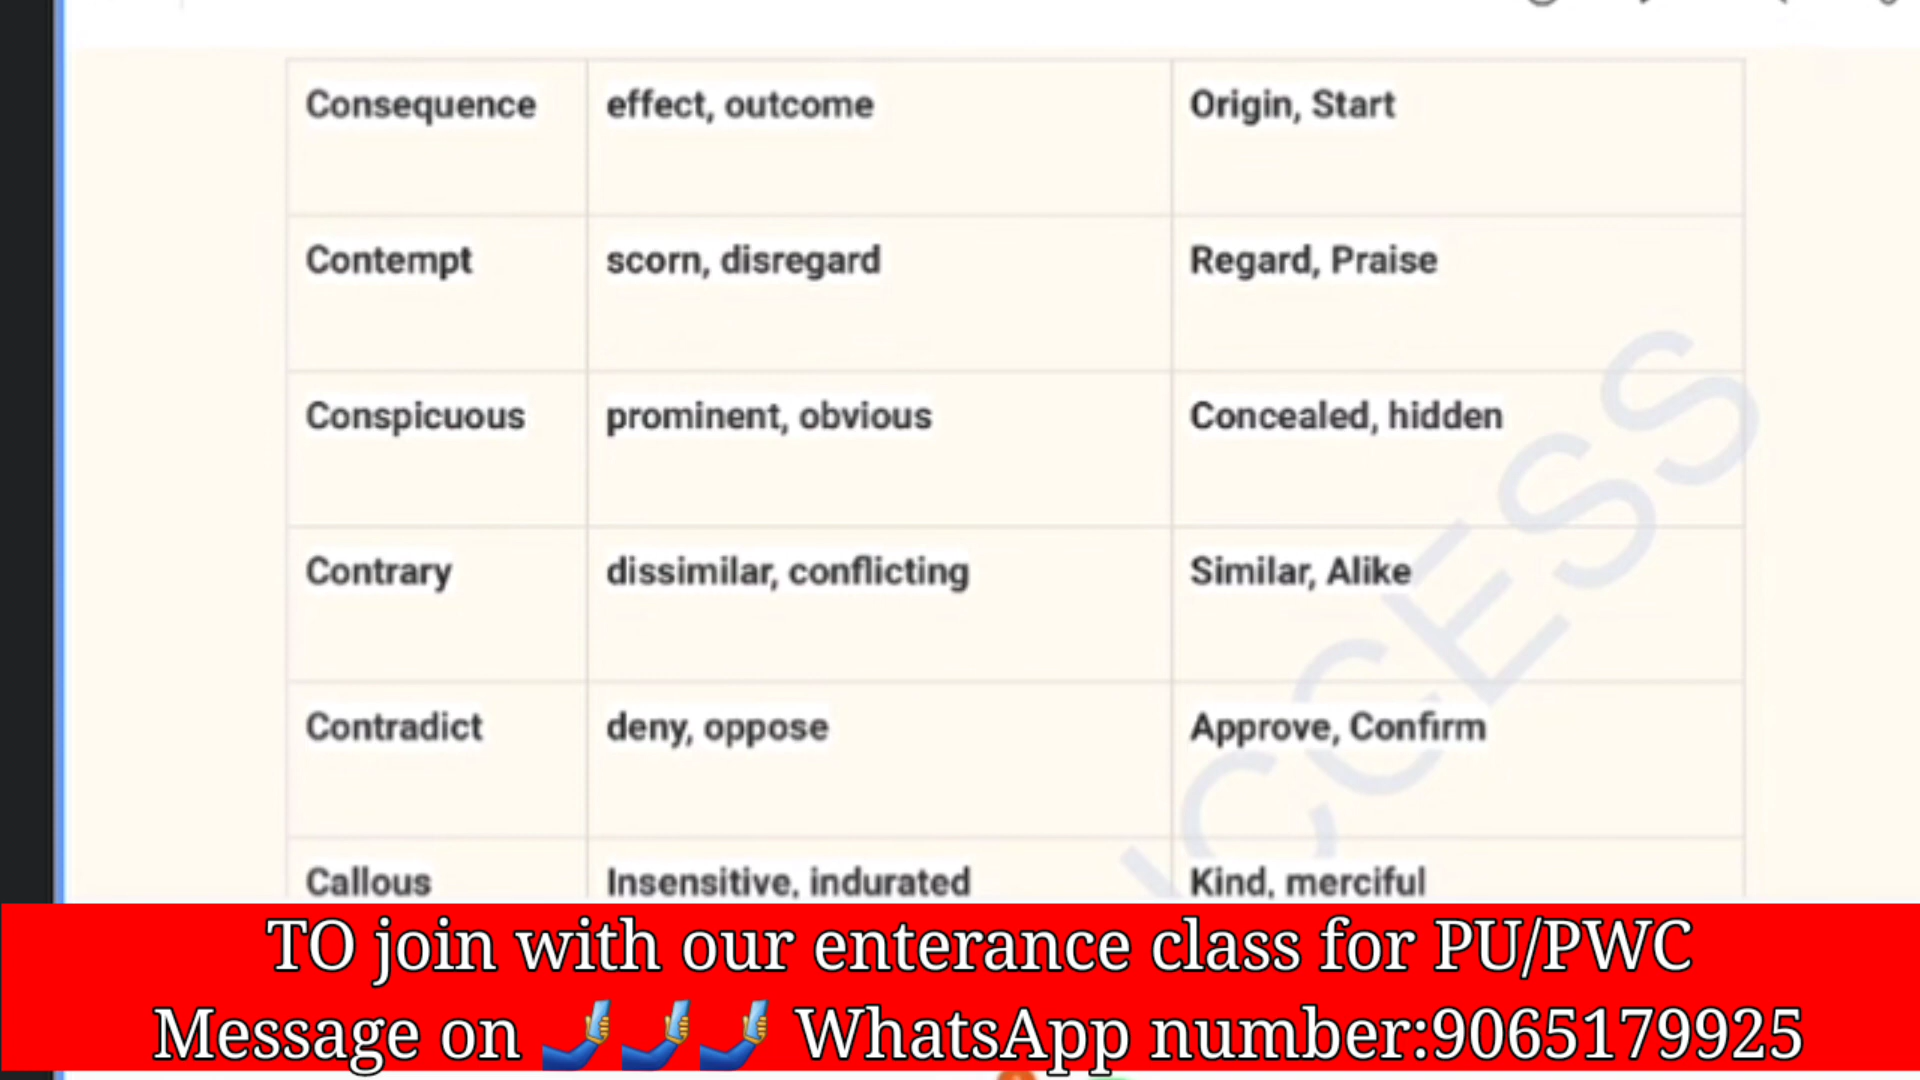 Consequence effect, outcome Origin, Start
Contempt scorn, disregard Regard, Praise
Conspicuous prominent, obvious Concealed, hidden
Contrary dissimilar, conflicting Similar, Alike
Contradict deny, oppose Approve, Confirm
Callous Insensitive, indurated Kind, merciful
CCESS
TO join with our enterance class for PU/PWC
Message on 🤳🤳🤳 WhatsApp number:9065179925